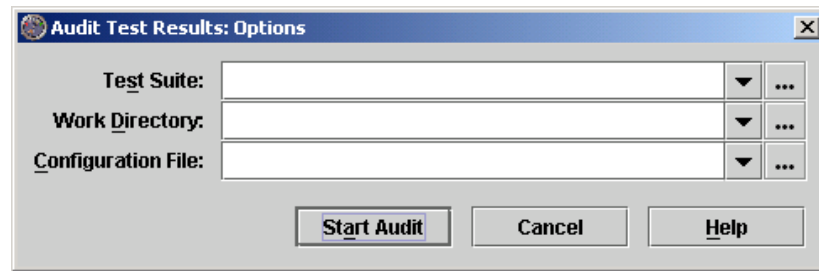 Audit Test Results: Options
Test Suite:
...
Work Directory:
...
Configuration File:
...
Start Audit Cancel Help